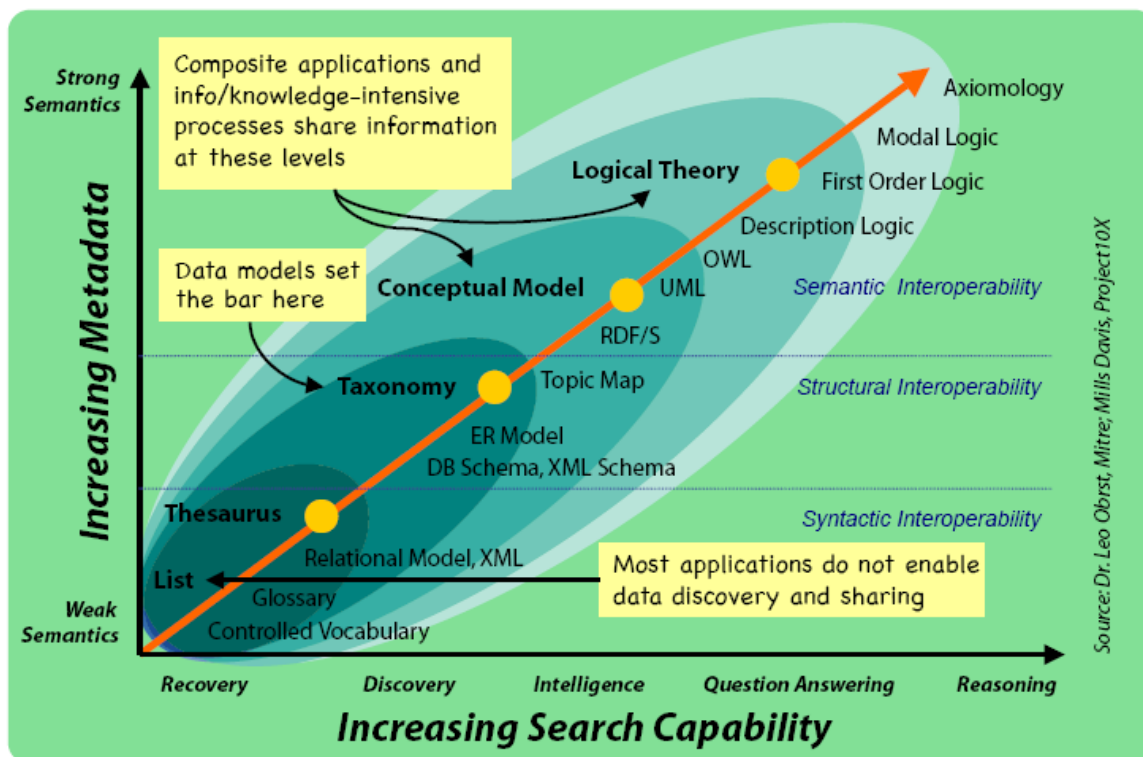 Composite applications and
info/knowledge-intensive
processes share information
at these levels
Strong
Semantics
Axiomology
Modal Logic
Logical Theory
First Order Logic
Description Logic
OWL
Data models set
the bar here
Conceptual Model
UML
Semantic Interoperability
RDF/S
Taxonomy
Topic Map
Structural Interoperability
ER Model
DB Schema, XML Schema
Thesaurus
Syntactic Interoperability
Relational Model, XML
List
Most applications do not enable
data discovery and sharing
Glossary
Controlled Vocabulary
Weak
Semantics
Increasing Metadata
Recovery
Discovery
Intelligence
Question Answering
Reasoning
Increasing Search Capability
Source: Dr. Leo Obrst, Mitre; Mills Davis, Project10X